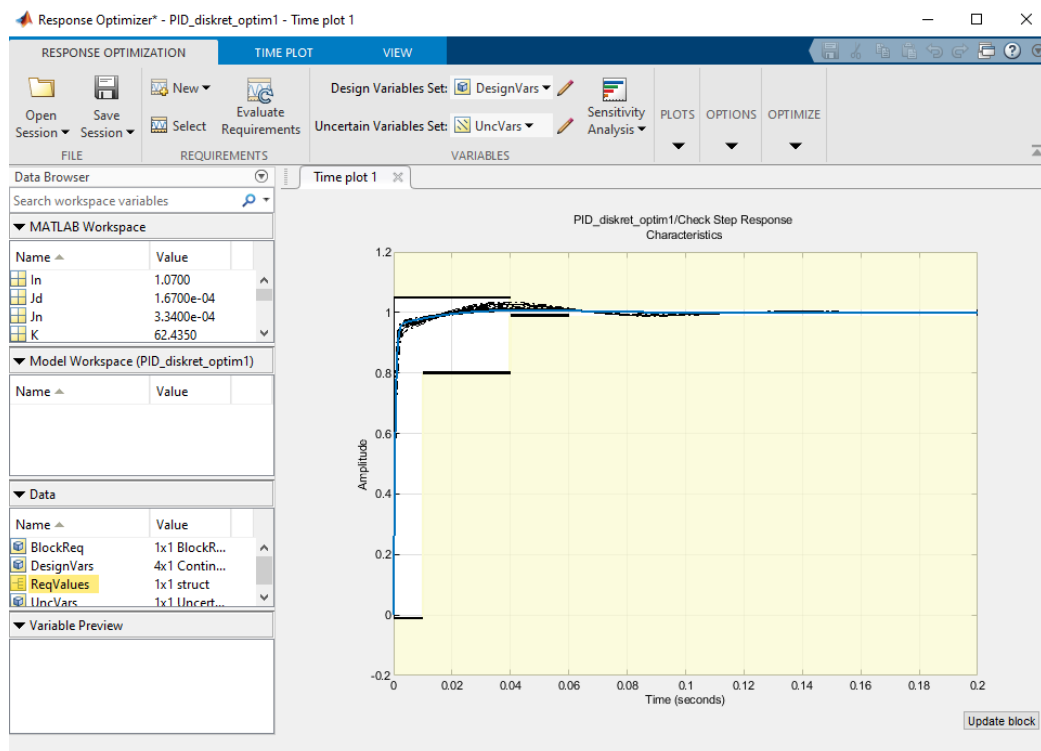 Response Optimizer* - PID_diskret_optim1 - Time plot 1
RESPONSE OPTIMIZATION TIME PLOT VIEW
Open Session
Save Session
FILE
New
Select
Evaluate Requirements
REQUIREMENTS
Design Variables Set: DesignVars
Uncertain Variables Set: UncVars
Sensitivity Analysis
VARIABLES
PLOTS OPTIONS OPTIMIZE
Data Browser
Search workspace variables
MATLAB Workspace
Name Value
In 1.0700
Jd 1.6700e-04
Jn 3.3400e-04
K 62.4350
Model Workspace (PID_diskret_optim1)
Name Value
Data
Name Value
BlockReq 1x1 BlockR...
DesignVars 4x1 Contin...
ReqValues 1x1 struct
UncVars 1x1 Uncert...
Variable Preview
Time plot 1
PID_diskret_optim1/Check Step Response
Characteristics
Amplitude
1.2
1
0.8
0.6
0.4
0.2
0
-0.2
0 0.02 0.04 0.06 0.08 0.1 0.12 0.14 0.16 0.18 0.2
Time (seconds)
Update block